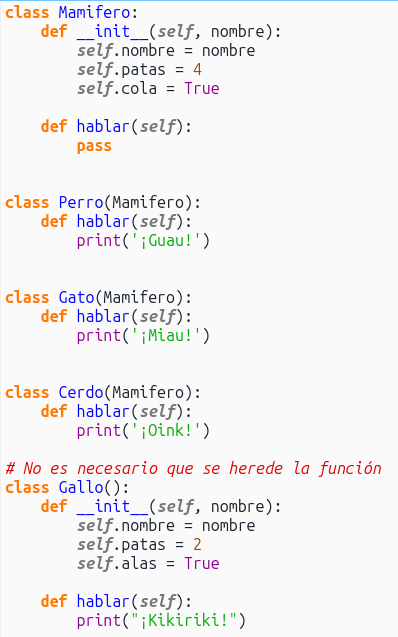 class Mamifero:
    def __init__(self, nombre):
        self.nombre = nombre
        self.patas = 4
        self.cola = True

    def hablar(self):
        pass


class Perro(Mamifero):
    def hablar(self):
        print('¡Guau!')


class Gato(Mamifero):
    def hablar(self):
        print('¡Miau!')


class Cerdo(Mamifero):
    def hablar(self):
        print('¡Oink!')

# No es necesario que se herede la función
class Gallo():
    def __init__(self, nombre):
        self.nombre = nombre
        self.patas = 2
        self.alas = True

    def hablar(self):
        print("¡Kikiriki!")